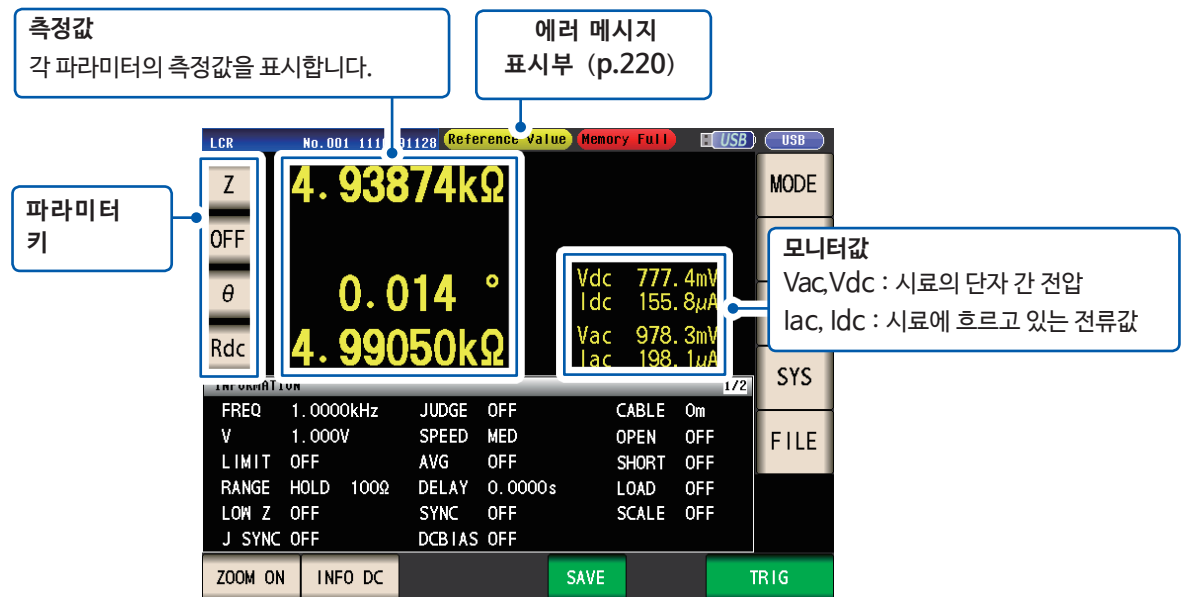 측정값
각 파라미터의 측정값을 표시합니다.
에러 메시지
표시부 (p.220)
LCR No.001 Reference Value Memory Full USB USB
Z
OFF
θ
Rdc
4.93874kΩ
0.014 °
4.99050kΩ
MODE
SYS
FILE
파라미터
키
Vdc 777.4mV
Idc 155.8μA
Vac 978.3mV
Iac 198.1μA
모니터값
Vac,Vdc : 시료의 단자 간 전압
Iac, Idc : 시료에 흐르고 있는 전류값
INFORMATION 1/2
FREQ 1.0000kHz JUDGE OFF CABLE 0m
V 1.000V SPEED MED OPEN OFF
LIMIT OFF AVG OFF SHORT OFF
RANGE HOLD 100Ω DELAY 0.0000s LOAD OFF
LOW Z OFF SYNC OFF SCALE OFF
J SYNC OFF DCBIAS OFF
ZOOM ON INFO DC SAVE TRIG